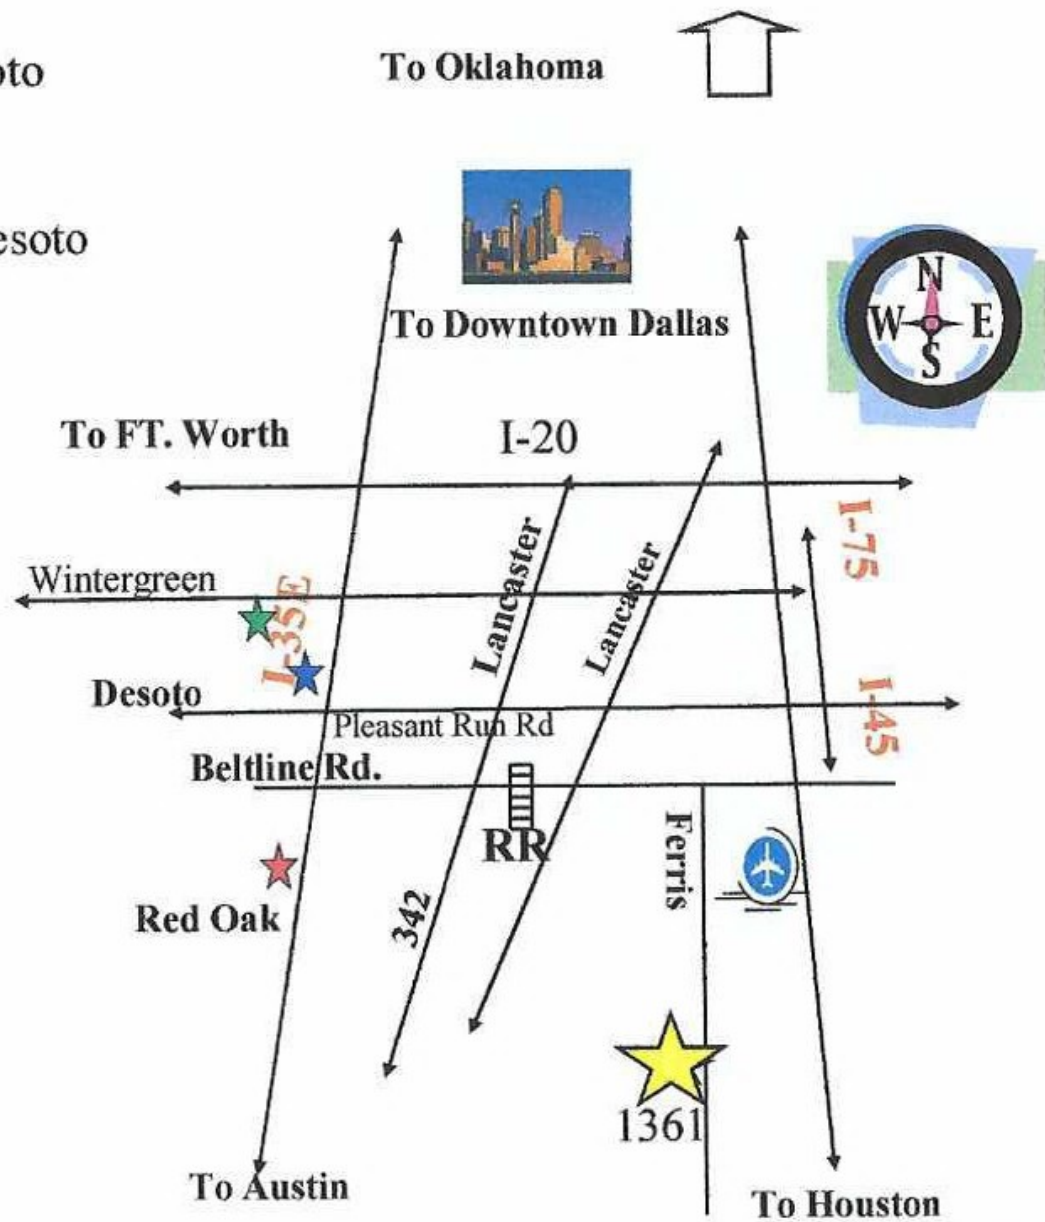 oto
To Oklahoma
esoto
N
W E
S
To Downtown Dallas
To FT. Worth
I-20
I-75
Wintergreen
I-35E
Lancaster
Lancaster
Desoto
I-45
Pleasant Run Rd
Beltline Rd.
RR
Ferris
Red Oak
342
1361
To Austin
To Houston